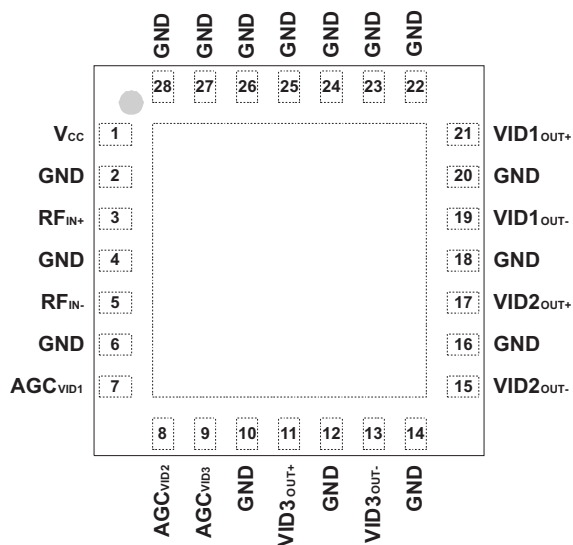 GND GND GND GND GND GND GND
28 27 26 25 24 23 22
VCC 1 21 VID1OUT+
GND 2 20 GND
RFIN+ 3 19 VID1OUT-
GND 4 18 GND
RFIN- 5 17 VID2OUT+
GND 6 16 GND
AGCVID1 7 15 VID2OUT-
8 9 10 11 12 13 14
AGCVID2 AGCVID3 GND VID3OUT+ GND VID3OUT- GND